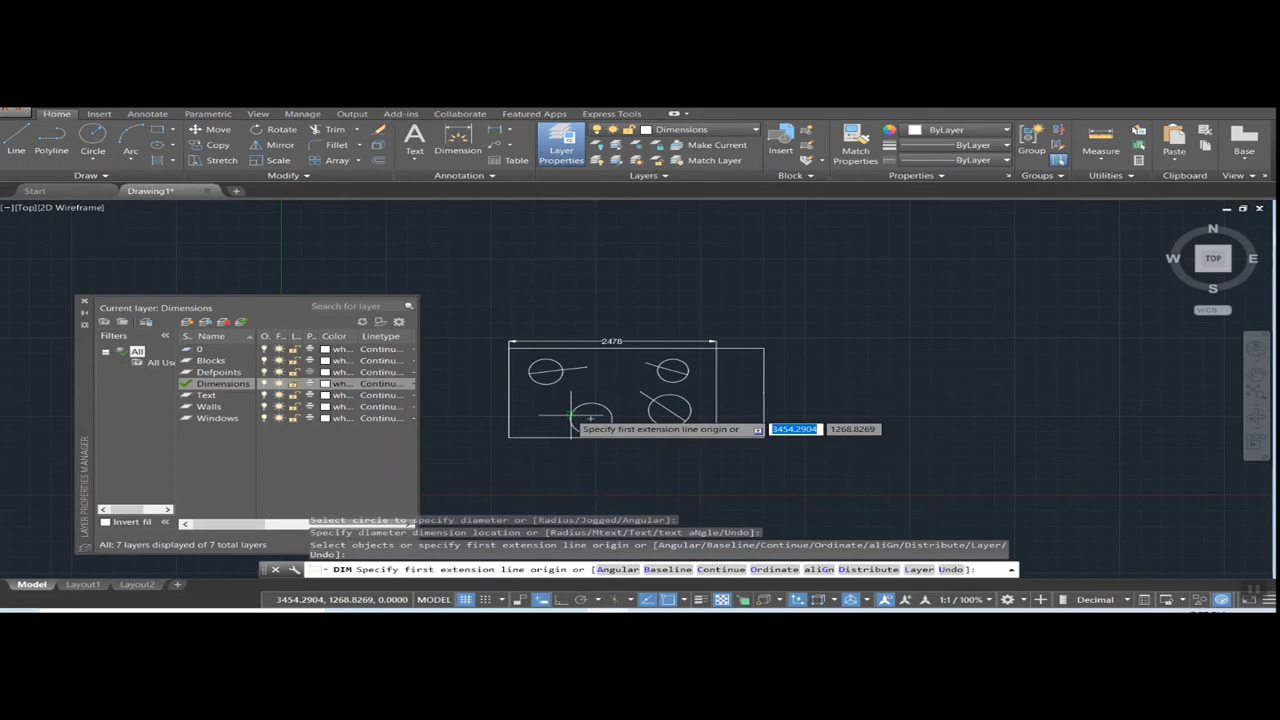 Home Insert Annotate Parametric View Manage Output Add-ins Collaborate Featured Apps Express Tools
Move Rotate Trim Dimensions ByLayer
Copy Mirror Fillet Make Current ByLayer
Line Polyline Circle Arc Stretch Scale Array Text Dimension Table Layer Properties Match Layer Insert Match Properties ByLayer Group Measure Paste Base
Draw Modify Annotation Layers Block Properties Groups Utilities Clipboard View
Start Drawing1* +
[−][Top][2D Wireframe]
N
W TOP E
S
WCS
Current layer: Dimensions Search for layer
Filters S.. Name O. F.. L.. P.. Color Linetype
All 0 wh... Continu...
All Use Blocks wh... Continu...
Defpoints wh... Continu...
Dimensions wh... Continu...
Text wh... Continu...
Walls wh... Continu...
Windows wh... Continu...
Invert fil
All: 7 layers displayed of 7 total layers
LAYER PROPERTIES MANAGER
2478
Specify first extension line origin or 3454.2904 1268.8269
Select circle to specify diameter or [Radius/Jogged/Angular]:
Specify diameter dimension location or [Radius/Mtext/Text/text aNgle/Undo]:
Select objects or specify first extension line origin or [Angular/Baseline/Continue/Ordinate/aliGn/Distribute/Layer/
Undo]:
DIM Specify first extension line origin or [Angular Baseline Continue Ordinate aliGn Distribute Layer Undo]:
Model Layout1 Layout2 +
3454.2904, 1268.8269, 0.0000 MODEL 1:1 / 100% Decimal